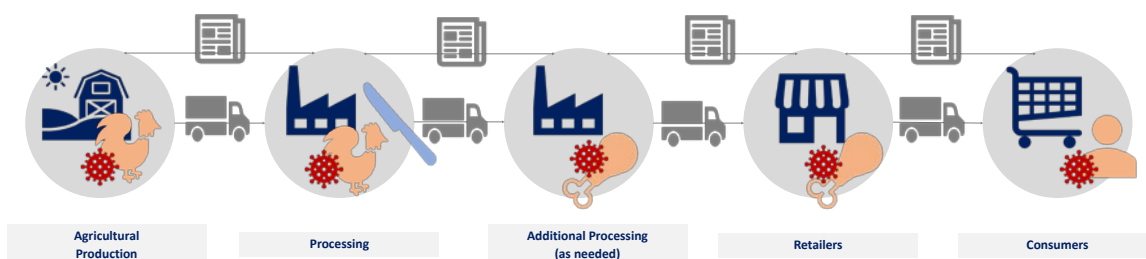 Agricultural
Production
Processing
Additional Processing
(as needed)
Retailers
Consumers